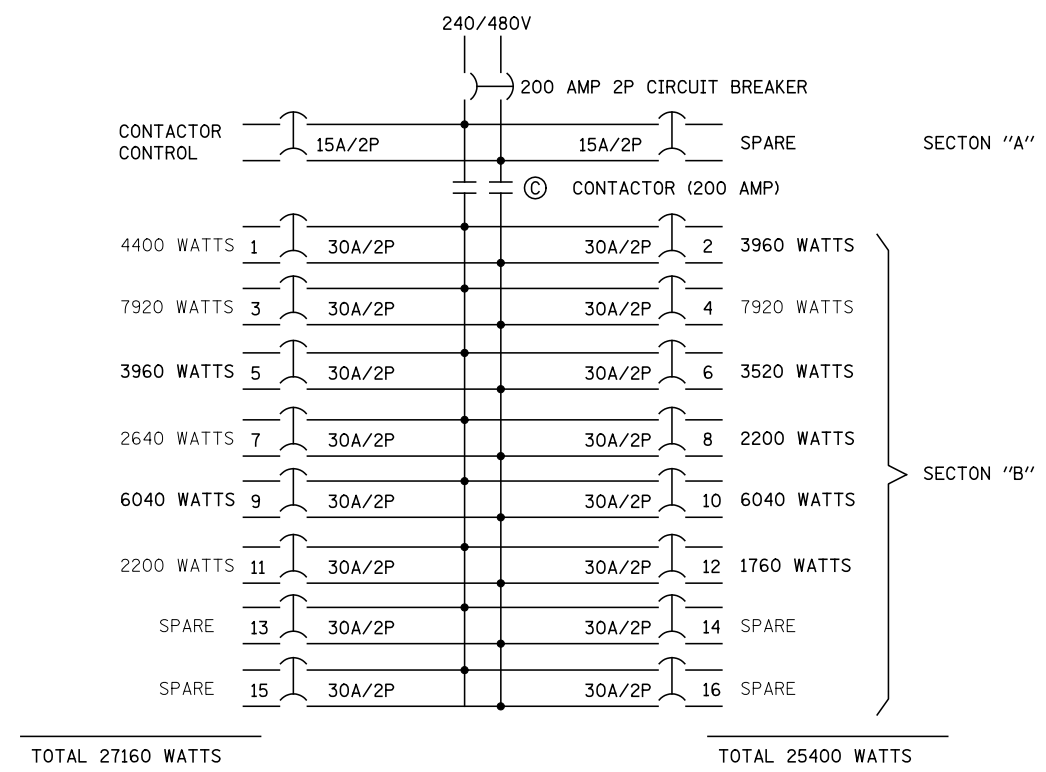 240/480V
200 AMP 2P CIRCUIT BREAKER
CONTACTOR
CONTROL
15A/2P 15A/2P SPARE SECTON "A"
C CONTACTOR (200 AMP)
4400 WATTS 1 30A/2P 30A/2P 2 3960 WATTS
7920 WATTS 3 30A/2P 30A/2P 4 7920 WATTS
3960 WATTS 5 30A/2P 30A/2P 6 3520 WATTS
2640 WATTS 7 30A/2P 30A/2P 8 2200 WATTS
SECTON "B"
6040 WATTS 9 30A/2P 30A/2P 10 6040 WATTS
2200 WATTS 11 30A/2P 30A/2P 12 1760 WATTS
SPARE 13 30A/2P 30A/2P 14 SPARE
SPARE 15 30A/2P 30A/2P 16 SPARE
TOTAL 27160 WATTS TOTAL 25400 WATTS